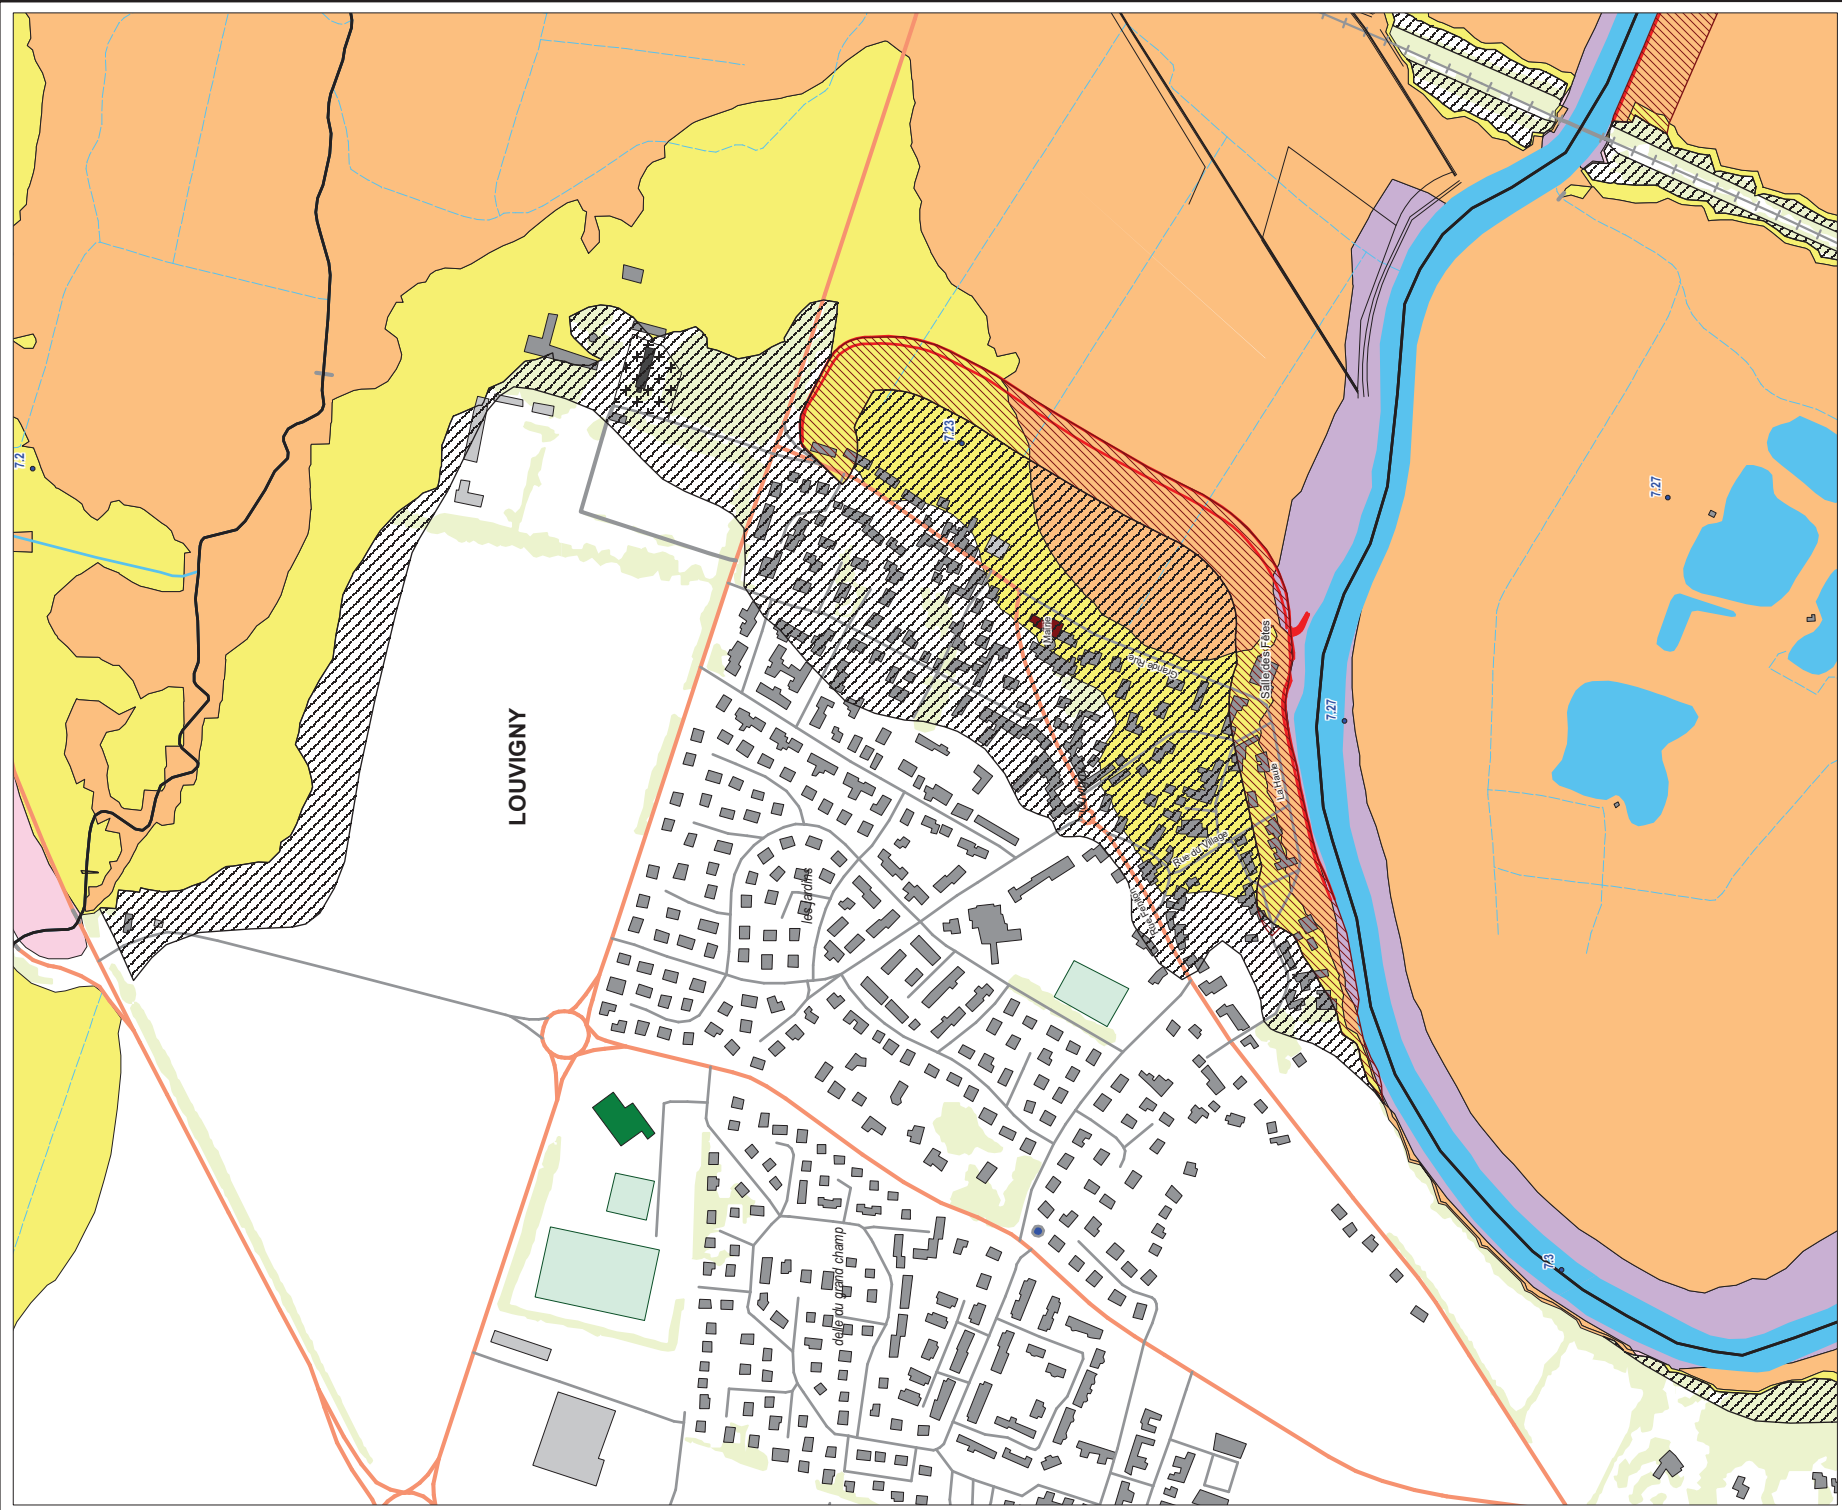 7.2
7.23
7.27
Mairie
Grande Rue
Salle des Fêtes
7.27
LOUVIGNY
La Haule
Rue du Village
les jardins
delle du grand champ
7.3